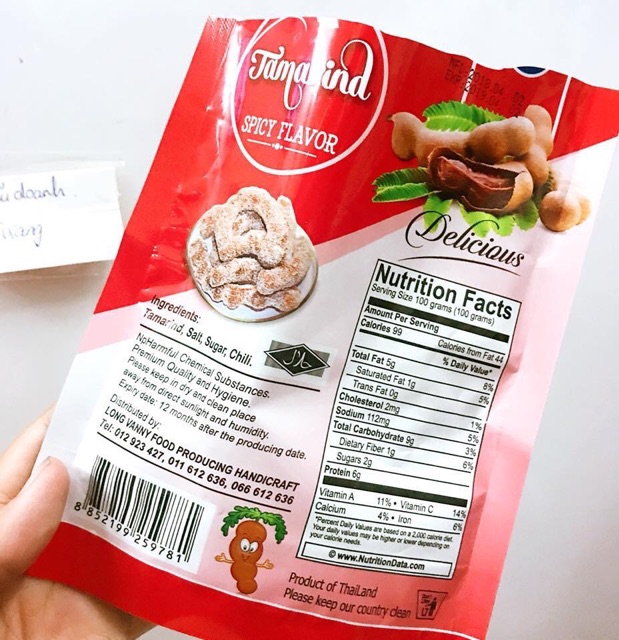 Tamarind
SPICY FLAVOR
Delicious
doanh
Nutrition Facts
Serving Size 100 grams (100 grams)
Amount Per Serving
Calories 99 Calories from Fat 44
% Daily Value*
Total Fat 5g 8%
Saturated Fat 1g 5%
Trans Fat 0g
Cholesterol 2mg 1%
Sodium 112mg 5%
Total Carbohydrate 9g 3%
Dietary Fiber 1g 6%
Sugars 2g
Protein 6g
Vitamin A 11% • Vitamin C 14%
Calcium 4% • Iron 6%
*Percent Daily Values are based on a 2,000 calorie diet.
Your daily values may be higher or lower depending on
your calorie needs.
© www.NutritionData.com
Ingredients:
Tamarind, Salt, Sugar, Chili.
حلال
NoHarmful Chemical Substances.
Premium Quality and Hygiene.
Please keep in dry and clean place
away from direct sunlight and humidity.
Expiry date: 12 months after the producing date.
Distributed by:
LONG VANNY FOOD PRODUCING HANDICRAFT
Tel: 012 923 427, 011 612 636, 066 612 636
8 852199 259781
Product of ThaiLand
Please keep our country clean